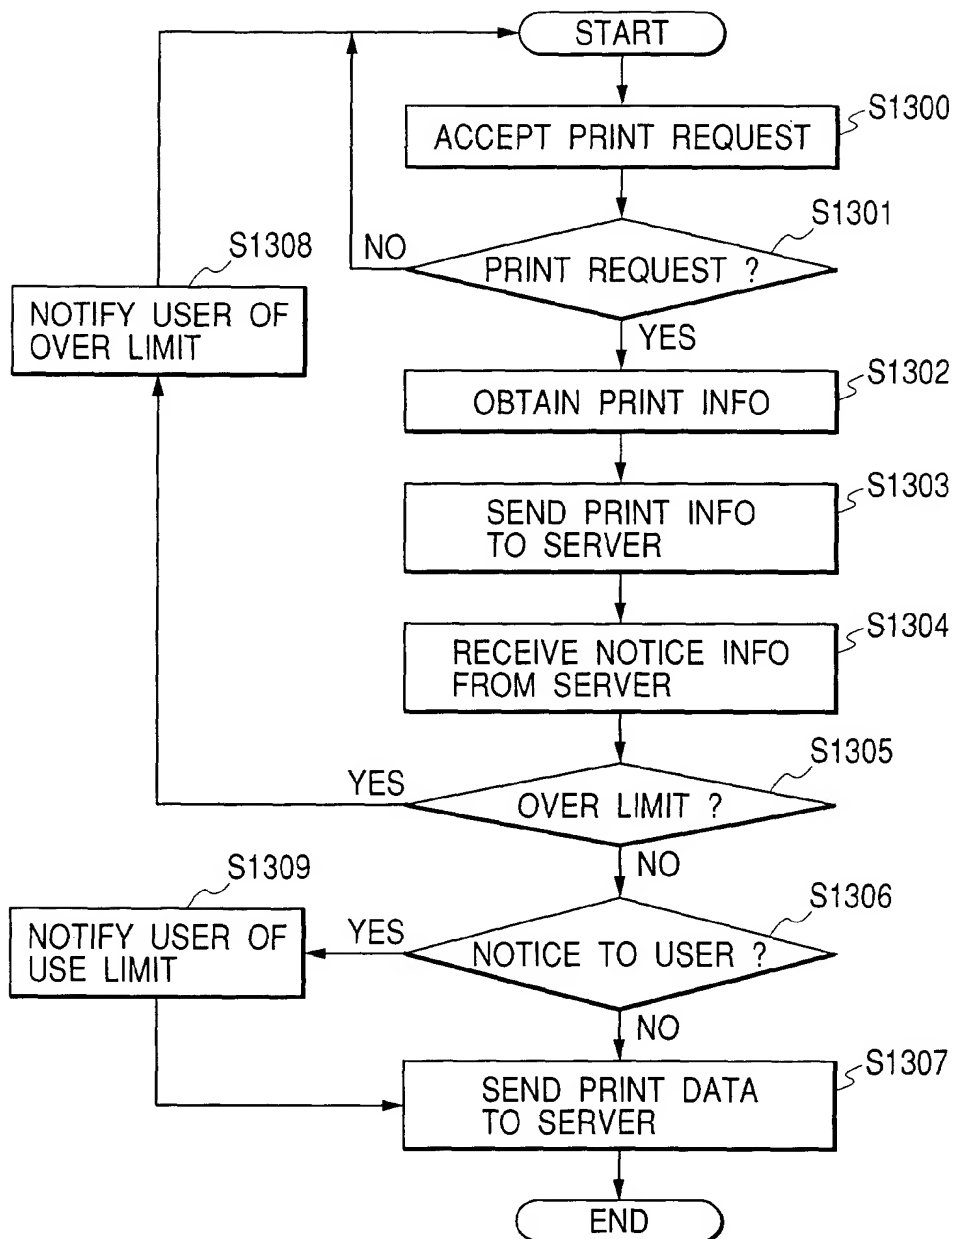 START
S1300
ACCEPT PRINT REQUEST
S1301
NO
PRINT REQUEST ?
S1308
YES
NOTIFY USER OF
OVER LIMIT
S1302
OBTAIN PRINT INFO
S1303
SEND PRINT INFO
TO SERVER
S1304
RECEIVE NOTICE INFO
FROM SERVER
S1305
YES
OVER LIMIT ?
NO
S1309
S1306
NOTIFY USER OF
USE LIMIT
YES
NOTICE TO USER ?
NO
S1307
SEND PRINT DATA
TO SERVER
END